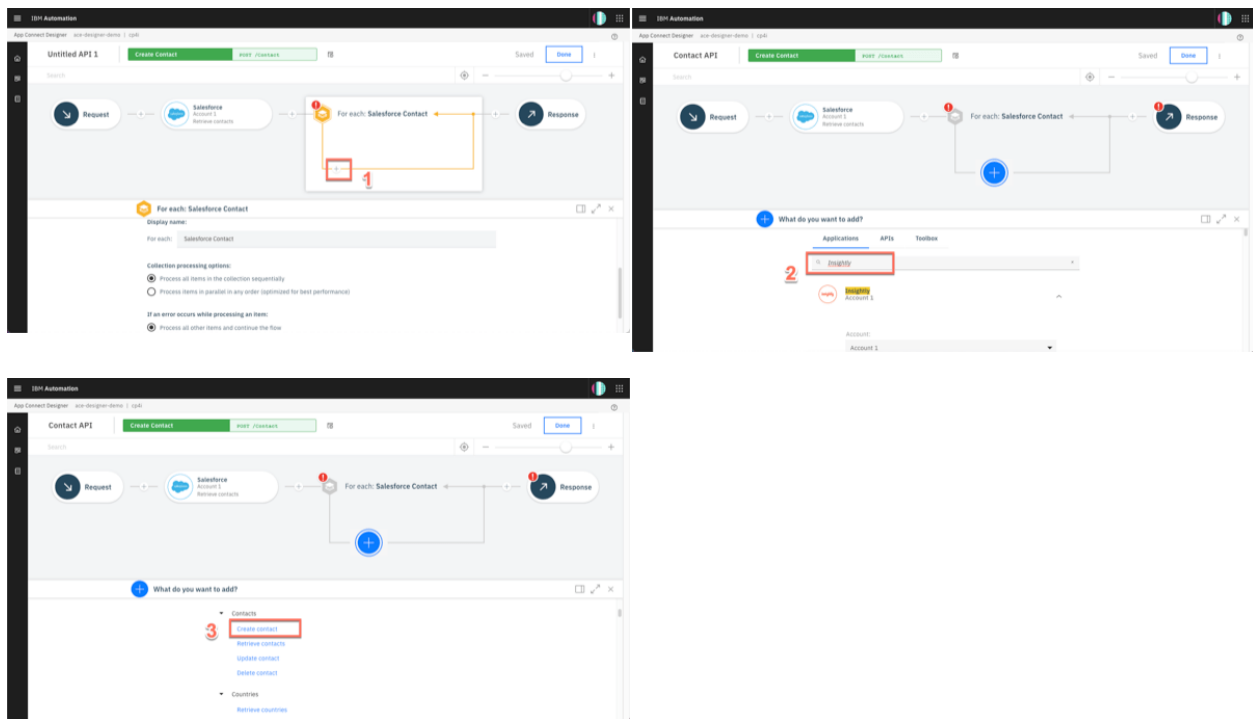 IBM Automation
App Connect Designer ace-designer-demo | cp4i
Untitled API 1 Create Contact POST /Contact Saved Done
Search
Request
Salesforce
Account 1
Retrieve contacts
For each: Salesforce Contact
Response
1
For each: Salesforce Contact
Display name:
For each: Salesforce Contact
Collection processing options:
Process all items in the collection sequentially
Process items in parallel in any order (optimized for best performance)
If an error occurs while processing an item:
Process all other items and continue the flow
IBM Automation
App Connect Designer ace-designer-demo | cp4i
Contact API Create Contact POST /Contact Saved Done
Search
Request
Salesforce
Account 1
Retrieve contacts
For each: Salesforce Contact
Response
What do you want to add?
Applications APIs Toolbox
2 Insightly
Insightly
Account 1
Account:
Account 1
IBM Automation
App Connect Designer ace-designer-demo | cp4i
Contact API Create Contact POST /Contact Saved Done
Search
Request
Salesforce
Account 1
Retrieve contacts
For each: Salesforce Contact
Response
What do you want to add?
Contacts
3 Create contact
Retrieve contacts
Update contact
Delete contact
Countries
Retrieve countries